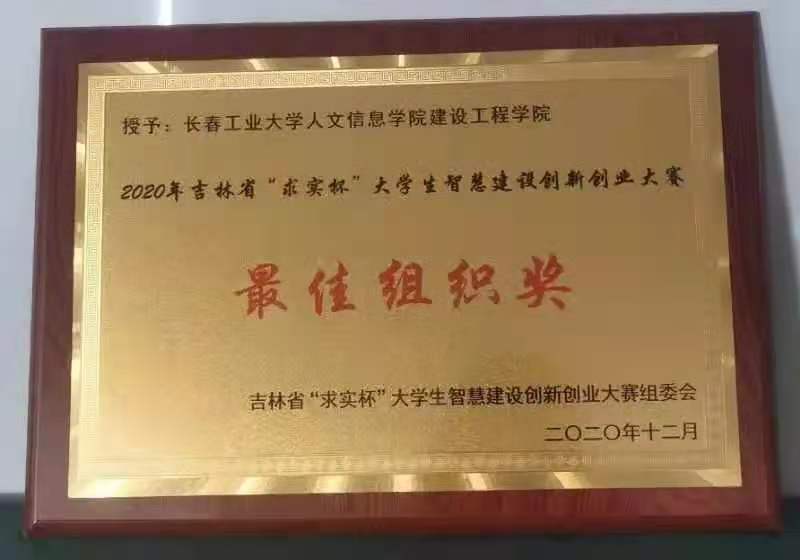 授予：长春工业大学人文信息学院建设工程学院
2020年吉林省“求实杯”大学生智慧建设创新创业大赛
最佳组织奖
吉林省“求实杯”大学生智慧建设创新创业大赛组委会
二〇二〇年十二月